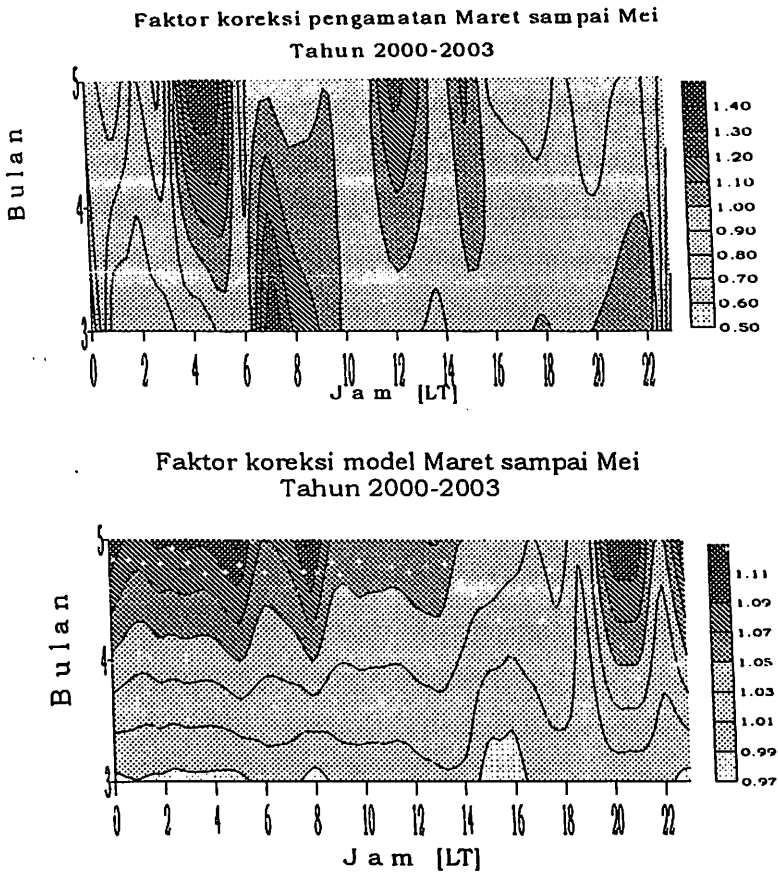 Faktor koreksi pengamatan Maret sampai Mei
Tahun 2000-2003
Bulan
5
4
3
1.40
1.30
1.20
1.10
1.00
0.90
0.80
0.70
0.60
0.50
0 2 4 6 8 10 12 14 16 18 20 22
Jam [LT]
Faktor koreksi model Maret sampai Mei
Tahun 2000-2003
Bulan
5
4
3
1.11
1.09
1.07
1.05
1.03
1.01
0.99
0.97
0 2 4 6 8 10 12 14 16 18 20 22
Jam [LT]